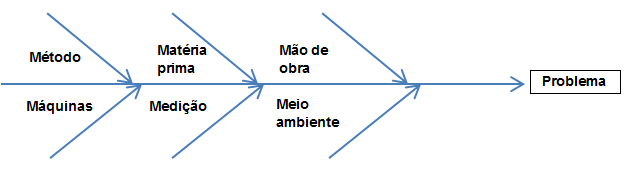 Método
Matéria
prima
Mão de
obra
Problema
Máquinas
Medição
Meio
ambiente